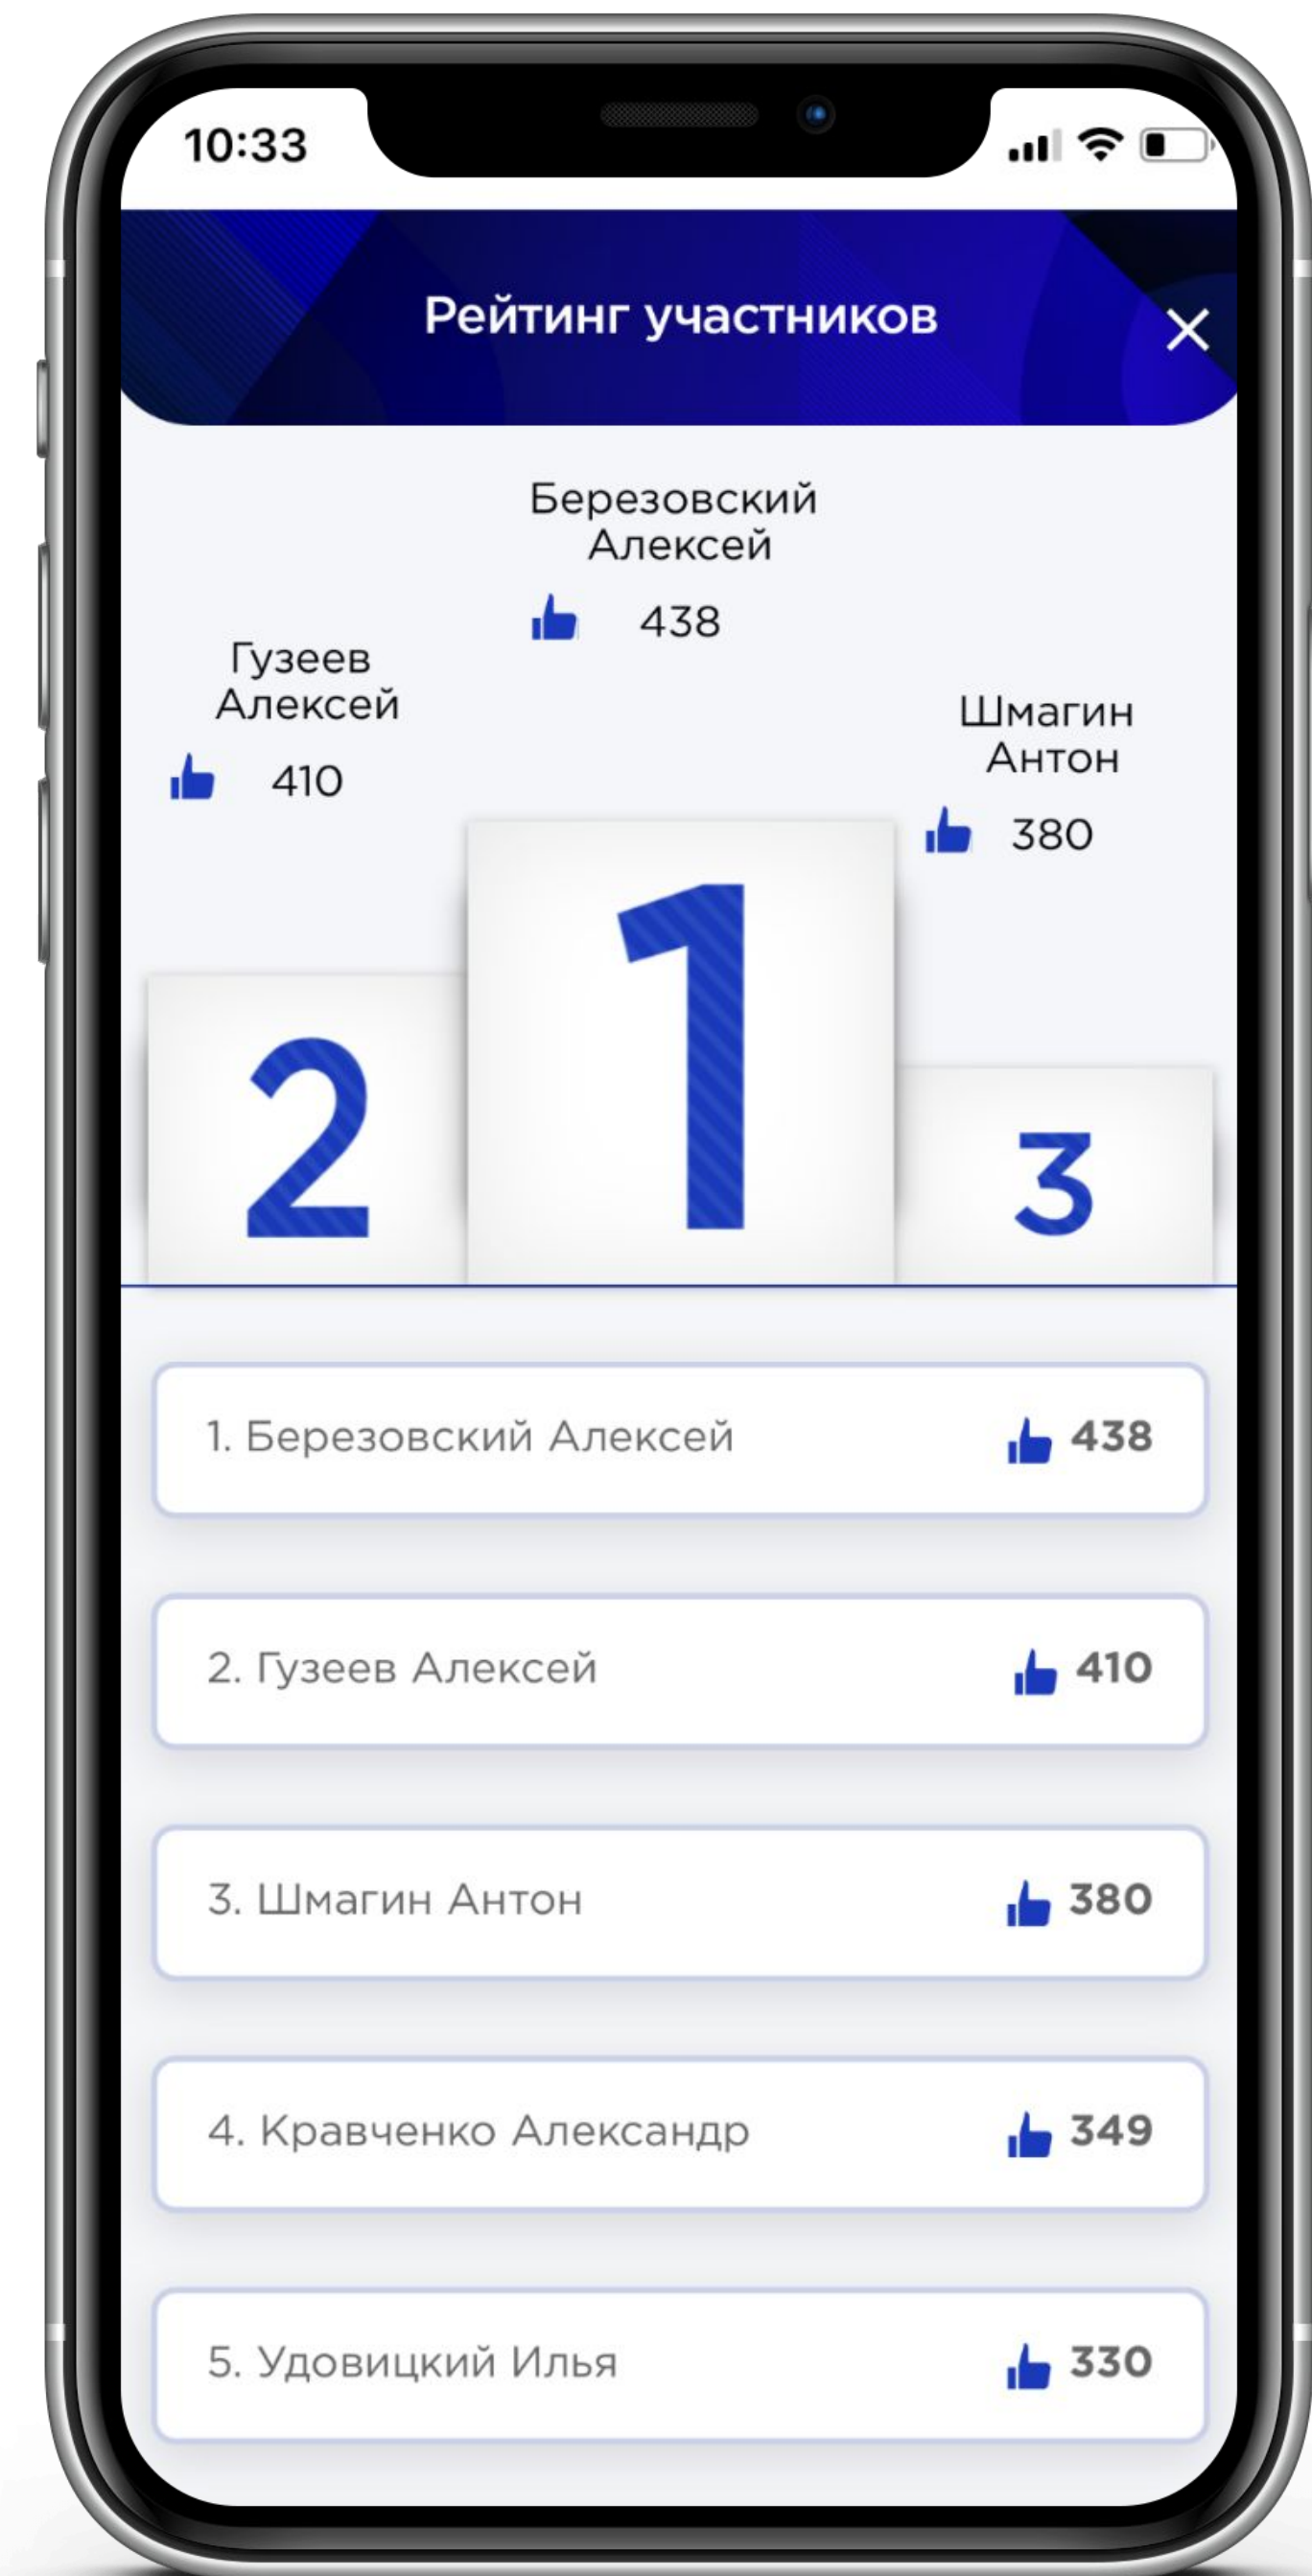 10:33
Рейтинг участников
Березовский
Алексей
438
Гузеев
Алексей
410
Шмагин
Антон
380
1
2
3
1. Березовский Алексей 438
2. Гузеев Алексей 410
3. Шмагин Антон 380
4. Кравченко Александр 349
5. Удовицкий Илья 330